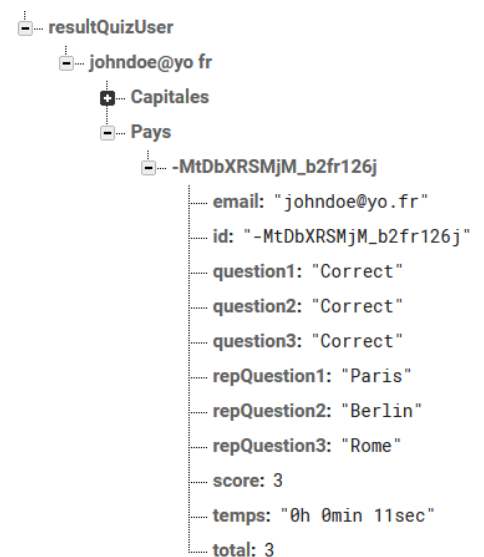 resultQuizUser
johndoe@yo fr
Capitales
Pays
-MtDbXRSMjM_b2fr126j
email: "johndoe@yo.fr"
id: "-MtDbXRSMjM_b2fr126j"
question1: "Correct"
question2: "Correct"
question3: "Correct"
repQuestion1: "Paris"
repQuestion2: "Berlin"
repQuestion3: "Rome"
score: 3
temps: "0h 0min 11sec"
total: 3